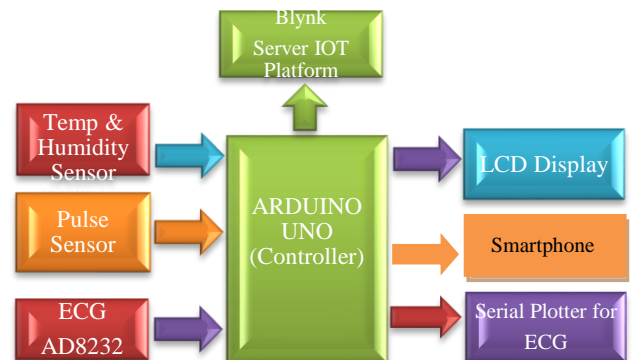 Blynk
Server IOT
Platform
Temp &
Humidity
Sensor
Pulse
Sensor
ECG
AD8232
ARDUINO
UNO
(Controller)
LCD Display
Smartphone
Serial Plotter for
ECG